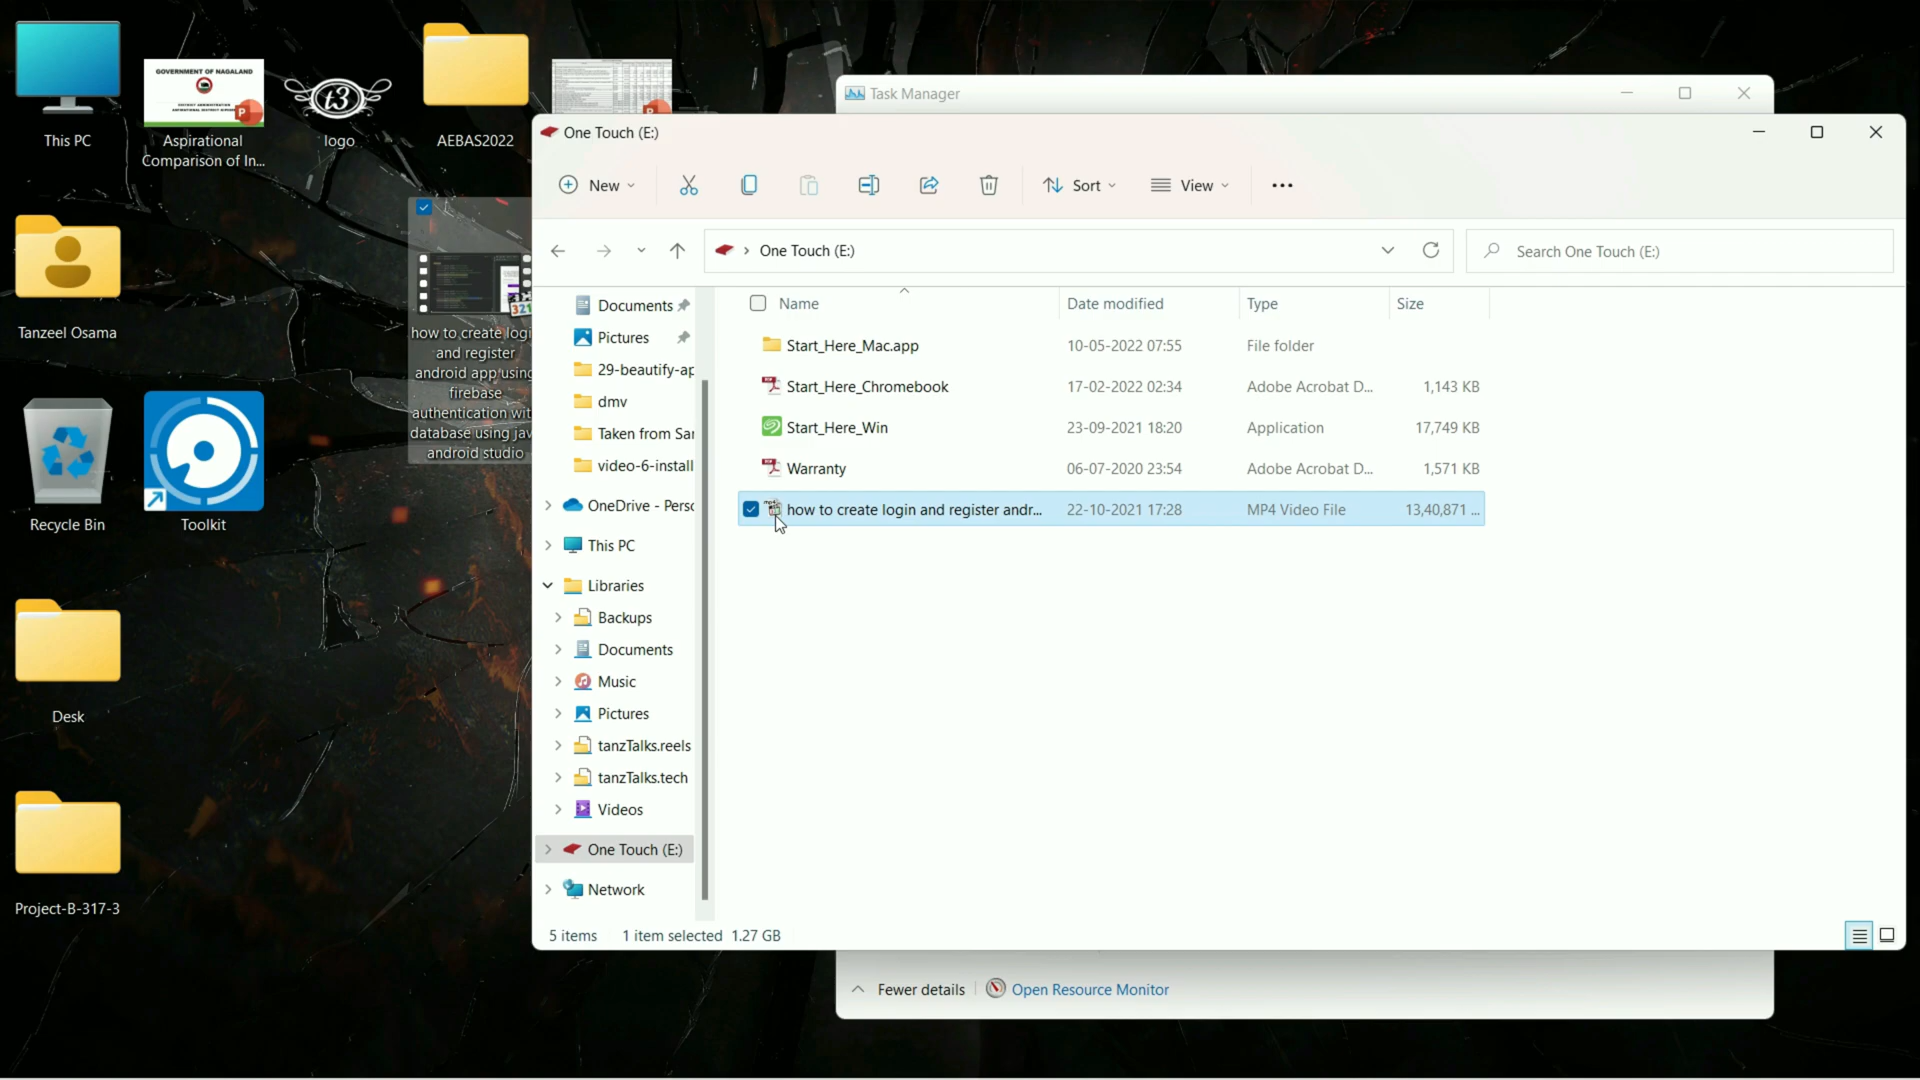 This PC
GOVERNMENT OF NAGALAND
Aspirational
Comparison of In...
t3
logo
AEBAS2022
Tanzeel Osama
how to create logi
and register
android app using
firebase
authentication wit
database using jav
android studio
321
Recycle Bin
Toolkit
Desk
Project-B-317-3
Task Manager
One Touch (E:)
New
Sort
View
One Touch (E:)
Search One Touch (E:)
Documents
Pictures
29-beautify-ap
dmv
Taken from Sar
video-6-install
OneDrive - Perso
This PC
Libraries
Backups
Documents
Music
Pictures
tanzTalks.reels
tanzTalks.tech
Videos
One Touch (E:)
Network
Name Date modified Type Size
Start_Here_Mac.app 10-05-2022 07:55 File folder
Start_Here_Chromebook 17-02-2022 02:34 Adobe Acrobat D... 1,143 KB
Start_Here_Win 23-09-2021 18:20 Application 17,749 KB
Warranty 06-07-2020 23:54 Adobe Acrobat D... 1,571 KB
how to create login and register andr... 22-10-2021 17:28 MP4 Video File 13,40,871 ...
5 items 1 item selected 1.27 GB
Fewer details Open Resource Monitor